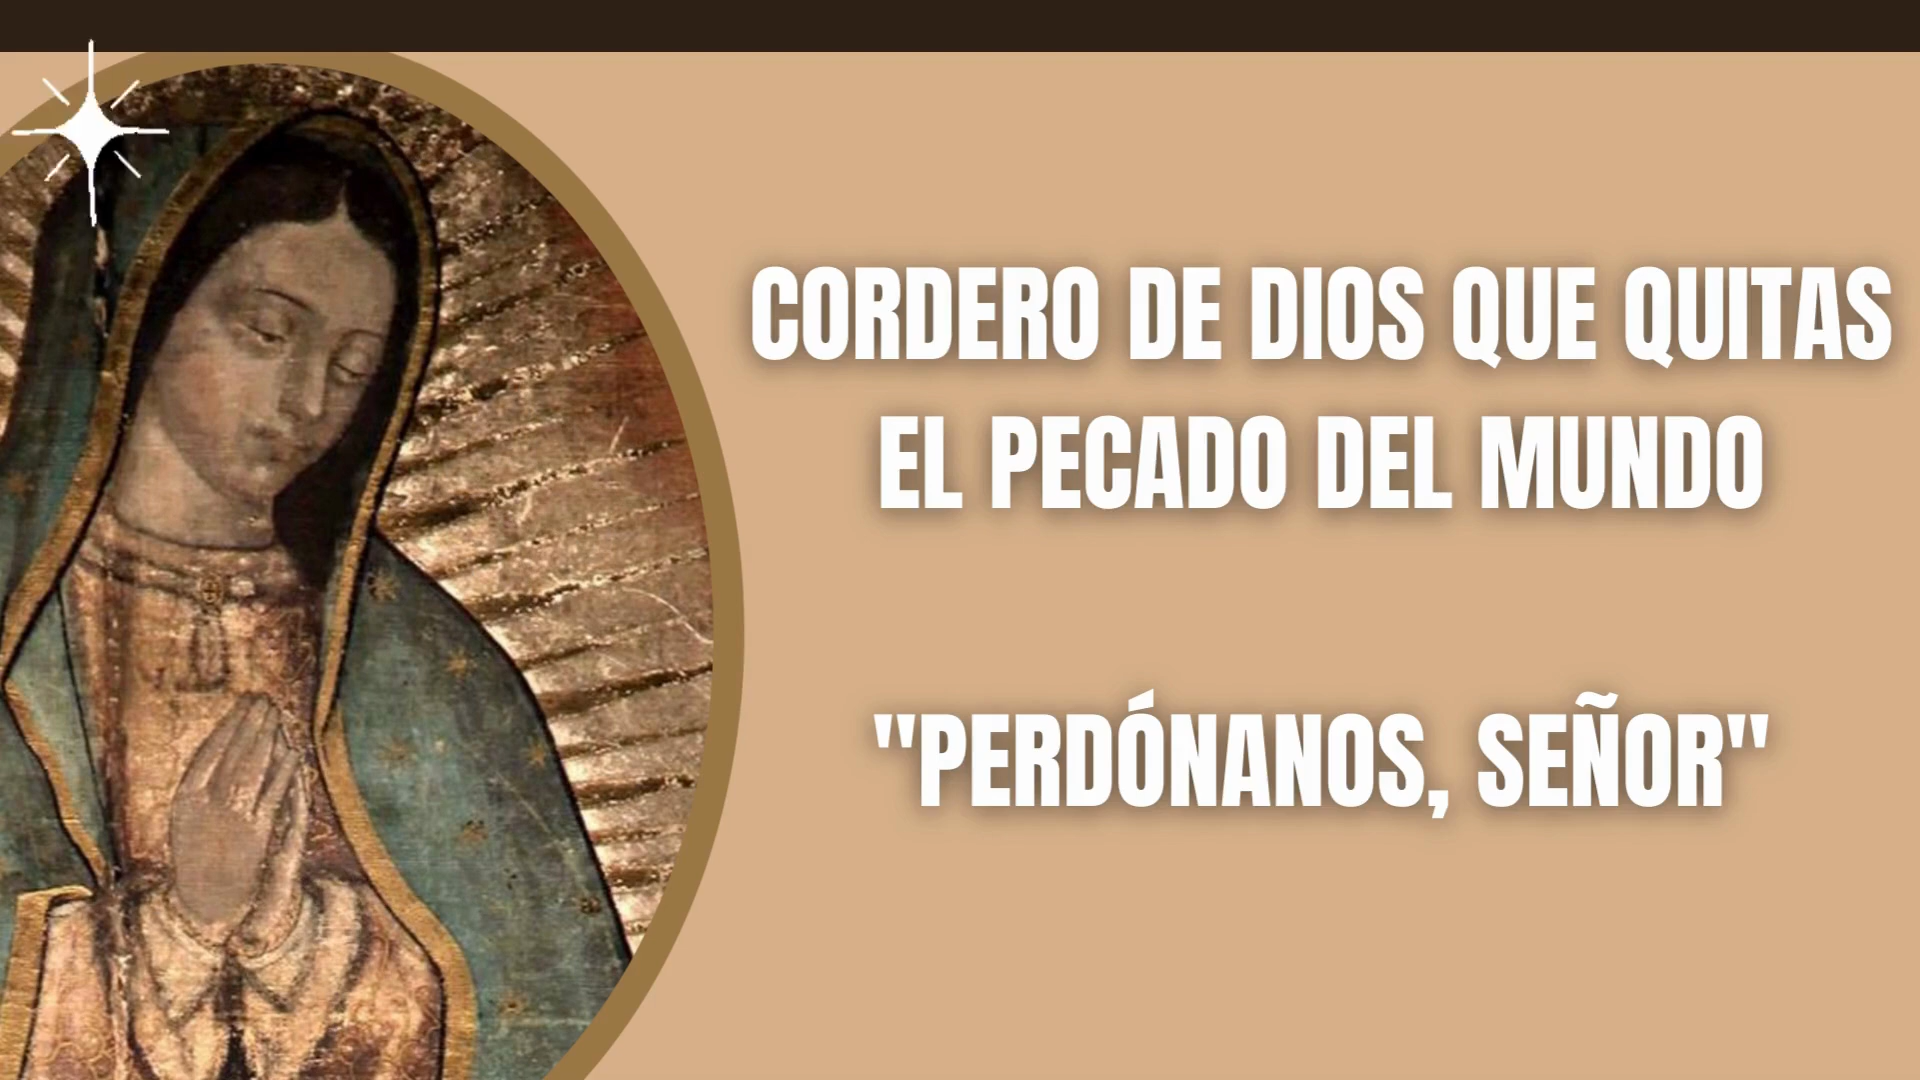 CORDERO DE DIOS QUE QUITAS
EL PECADO DEL MUNDO
"PERDÓNANOS, SEÑOR"